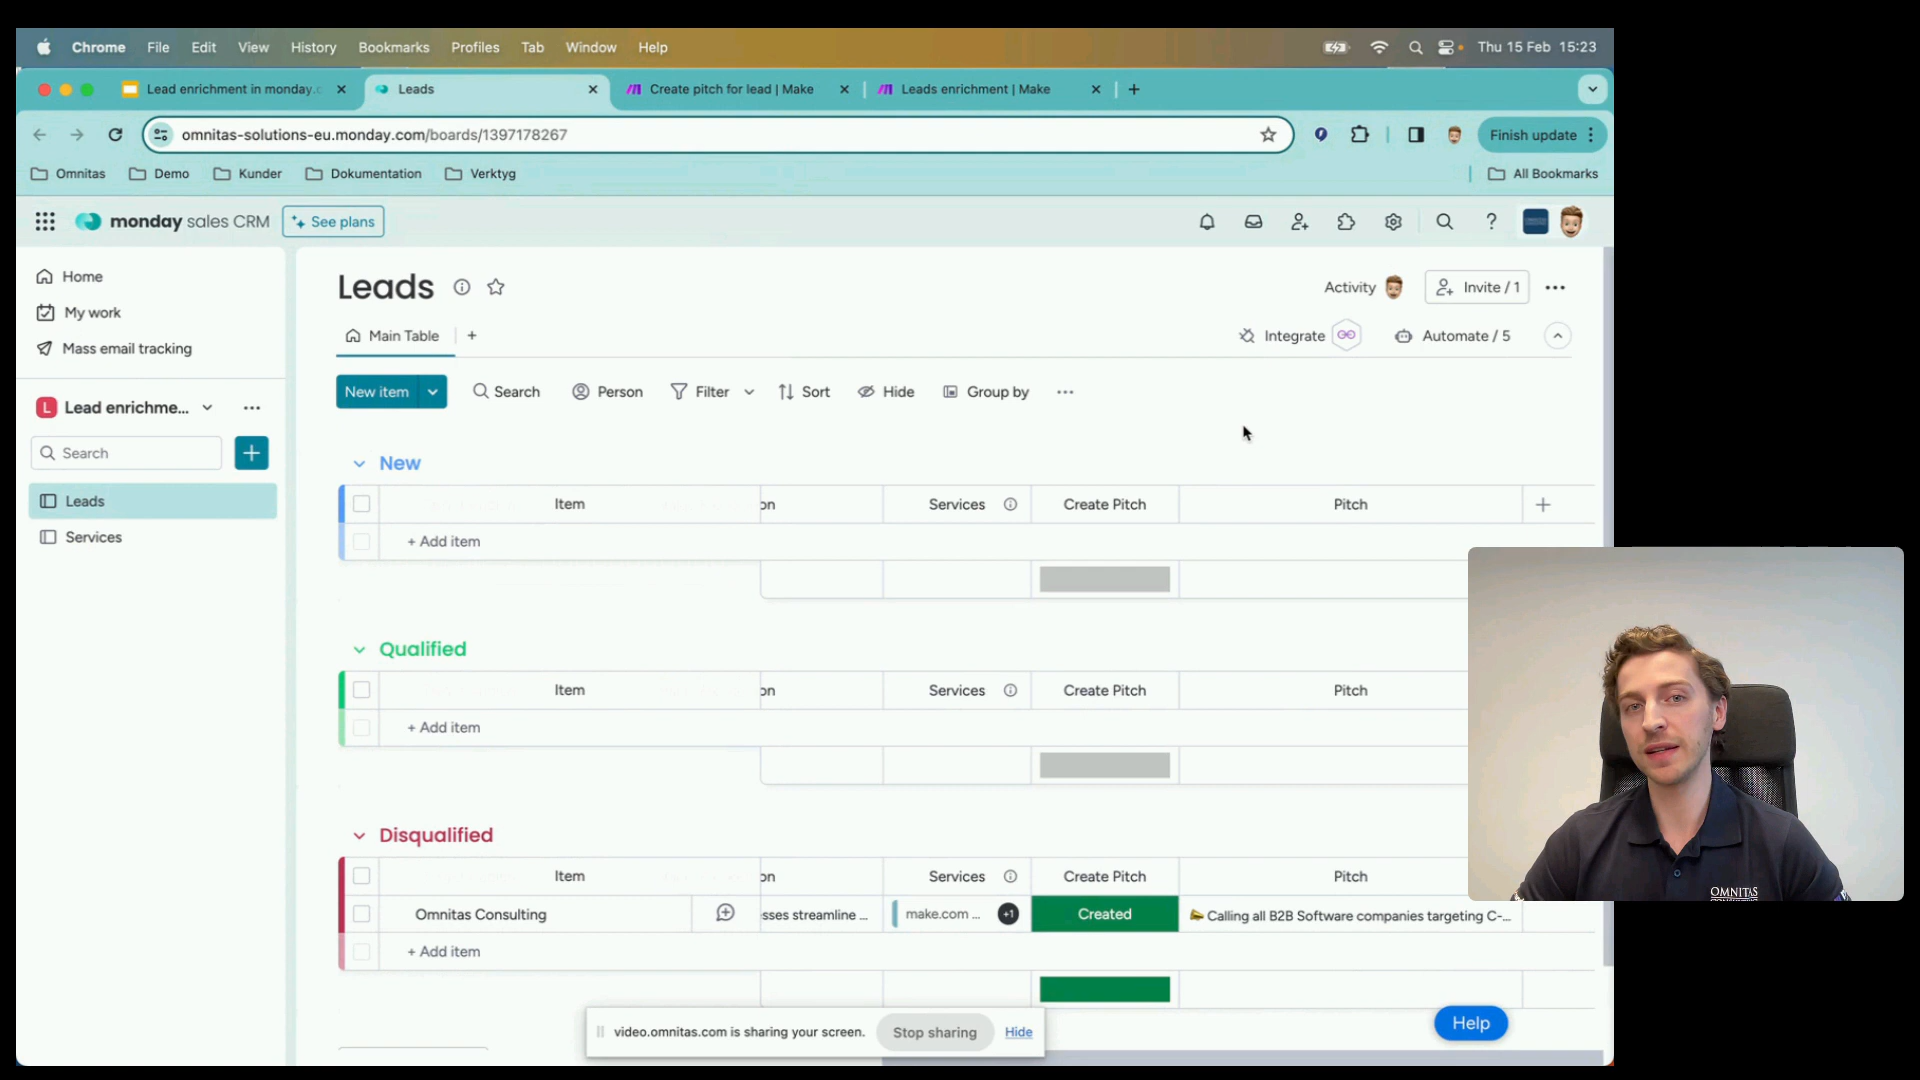 Chrome File Edit View History Bookmarks Profiles Tab Window Help Thu 15 Feb 15:23
Lead enrichment in monday.c Leads Create pitch for lead | Make Leads enrichment | Make
omnitas-solutions-eu.monday.com/boards/1397178267 Finish update
Omnitas Demo Kunder Dokumentation Verktyg All Bookmarks
monday sales CRM See plans
Home
My work
Mass email tracking
L Lead enrichme...
Search
Leads
Services
Leads Activity Invite / 1
Main Table Integrate Automate / 5
New item Search Person Filter Sort Hide Group by
New
Item on Services Create Pitch Pitch
+ Add item
Qualified
Item on Services Create Pitch Pitch
+ Add item
Disqualified
Item on Services Create Pitch Pitch
Omnitas Consulting sses streamline ... make.com ... +1 Created Calling all B2B Software companies targeting C-...
+ Add item
video.omnitas.com is sharing your screen. Stop sharing Hide
Help
OMNITAS